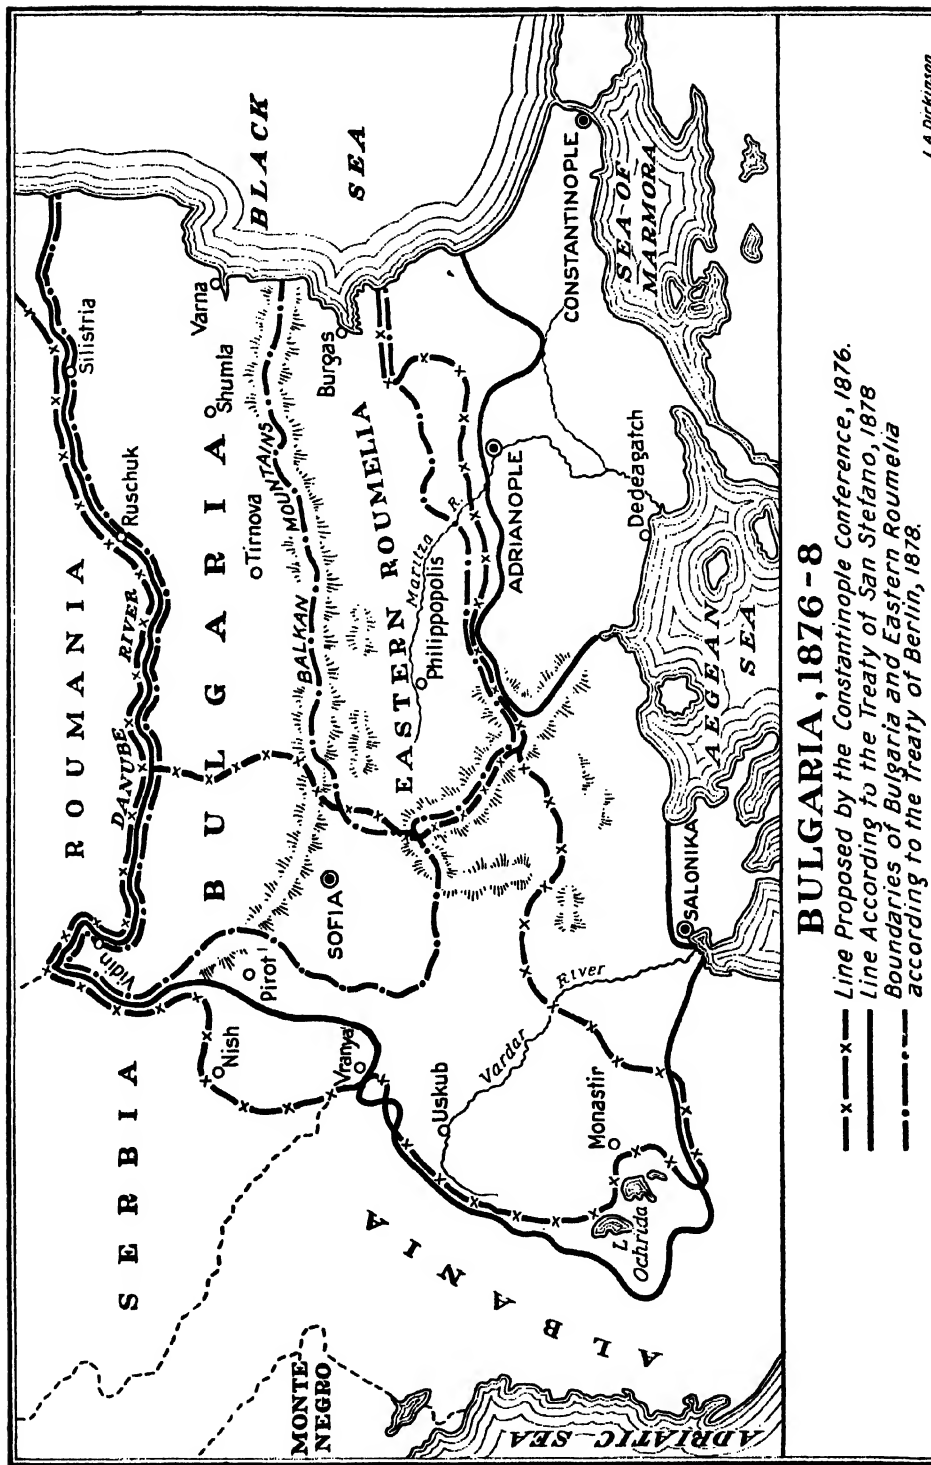 ROUMANIA
SERBIA
BULGARIA
MONTE
NEGRO
ALBANIA
EASTERN ROUMELIA
BLACK
SEA
SEA OF
MARMORA
AEGEAN
SEA
ADRIATIC SEA
DANUBE RIVER
BALKAN MOUNTAINS
Maritza R.
Vardar River
L
Ochrida
Silistria
Ruschuk
Varna
Shumla
Tirnova
Burgas
Vidin
Pirot
Nish
SOFIA
Vranya
Uskub
Monastir
Philippopolis
ADRIANOPLE
CONSTANTINOPLE
Dedeagatch
SALONIKA
BULGARIA, 1876-8
Line Proposed by the Constantinople Conference, 1876.
Line According to the Treaty of San Stefano, 1878
Boundaries of Bulgaria and Eastern Roumelia
according to the Treaty of Berlin, 1878.
J.A. Dickinson